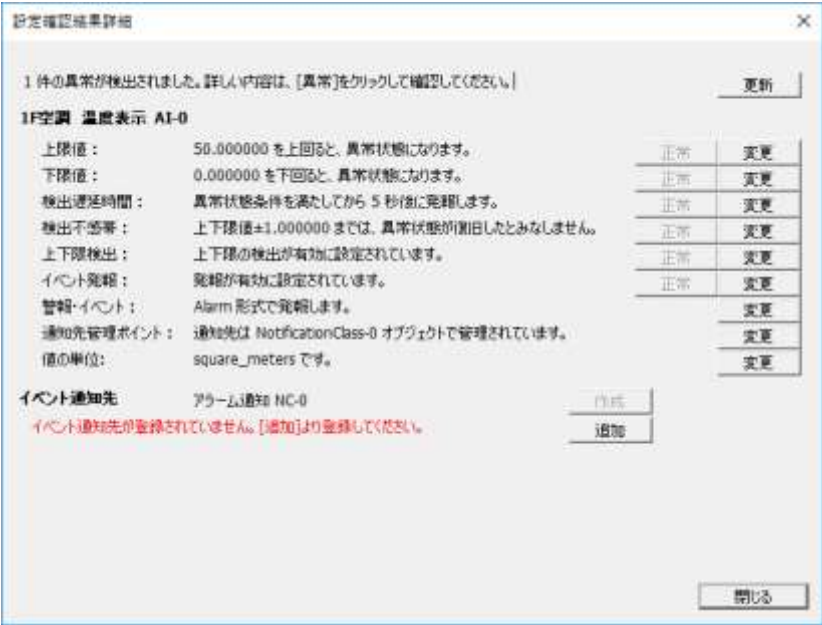 設定確認結果詳細
1 件の異常が検出されました。詳しい内容は、[異常]をクリックして確認してください。
更新
1F空調 温度表示 AI-0
上限値: 50.000000 を上回ると、異常状態になります。 正常 変更
下限値: 0.000000 を下回ると、異常状態になります。 正常 変更
検出遅延時間: 異常状態条件を満たしてから 5 秒後に発報します。 正常 変更
検出不感帯: 上下限値±1.000000 までは、異常状態が復旧したとみなしません。 正常 変更
上下限検出: 上下限の検出が有効に設定されています。 正常 変更
イベント発報: 発報が有効に設定されています。 正常 変更
警報・イベント: Alarm 形式で発報します。 変更
通知先管理ポイント: 通知先は NotificationClass-0 オブジェクトで管理されています。 変更
値の単位: square_meters です。 変更
イベント通知先 アラーム通知 NC-0 作成
イベント通知先が登録されていません。[追加]より登録してください。 追加
閉じる